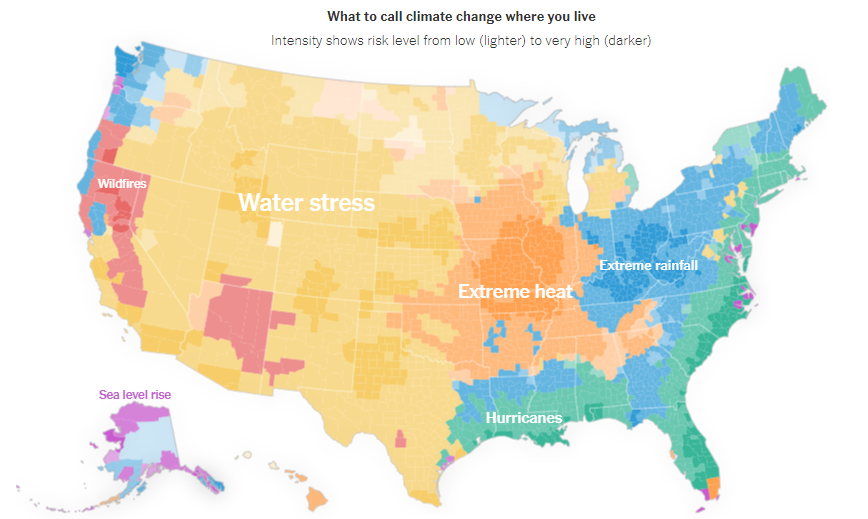 What to call climate change where you live
Intensity shows risk level from low (lighter) to very high (darker)
Wildfires
Water stress
Extreme rainfall
Extreme heat
Sea level rise
Hurricanes